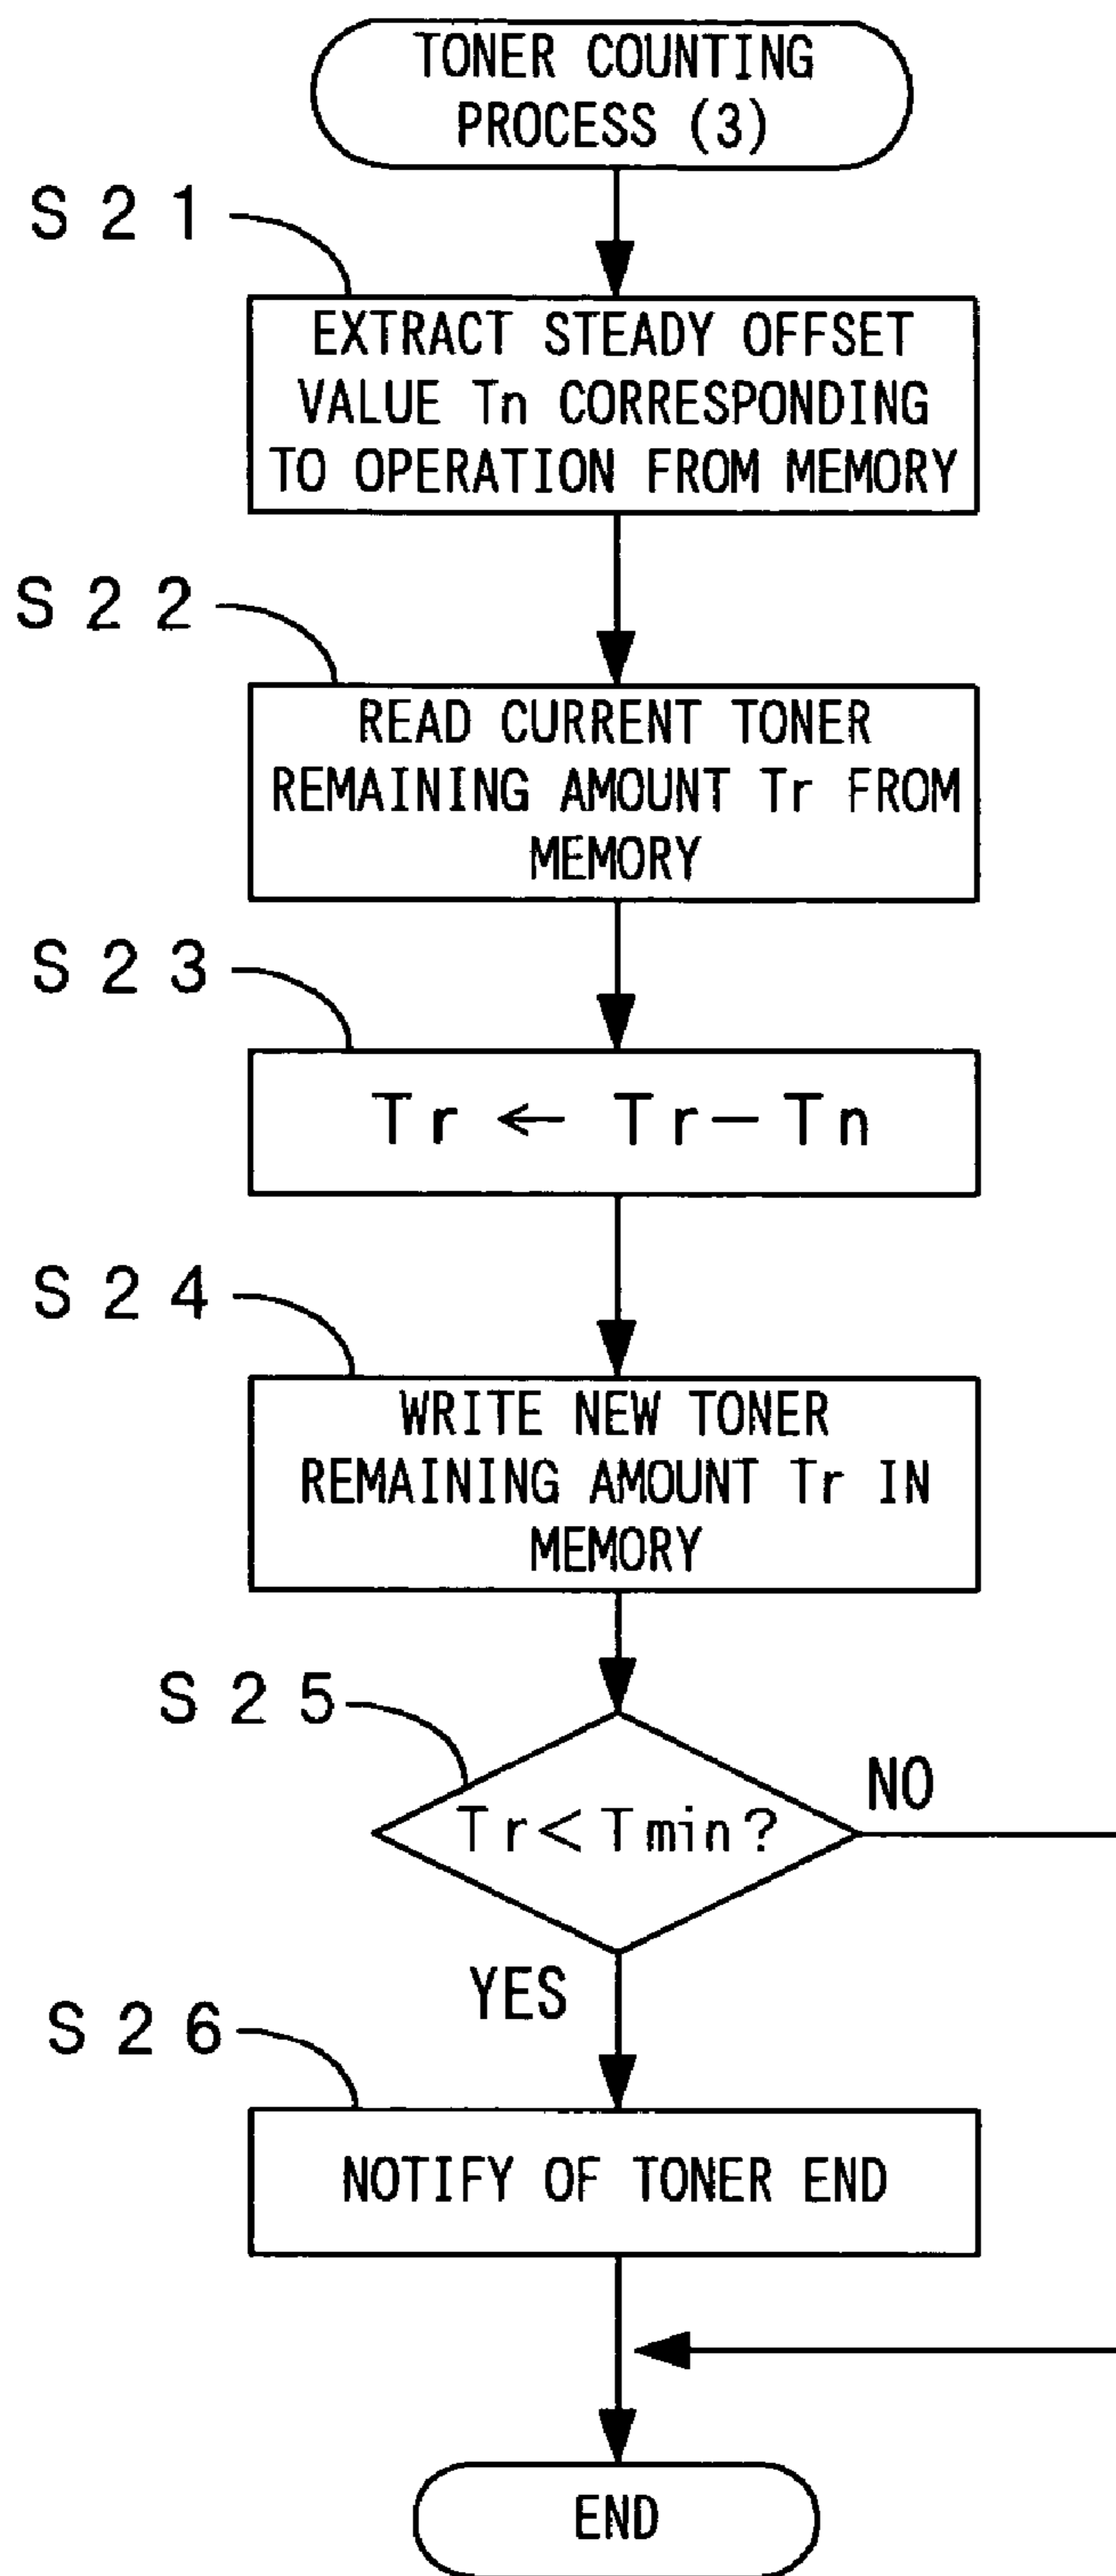 TONER COUNTING
PROCESS (3)
S21
EXTRACT STEADY OFFSET
VALUE Tn CORRESPONDING
TO OPERATION FROM MEMORY
S22
READ CURRENT TONER
REMAINING AMOUNT Tr FROM
MEMORY
S23
Tr ← Tr－Tn
S24
WRITE NEW TONER
REMAINING AMOUNT Tr IN
MEMORY
S25
Tr＜Tmin?
NO
YES
S26
NOTIFY OF TONER END
END